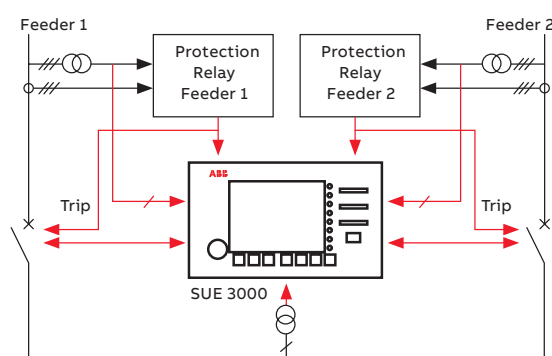 Feeder 1
Feeder 2
Protection
Relay
Feeder 1
Protection
Relay
Feeder 2
ABB
Trip
Trip
SUE 3000